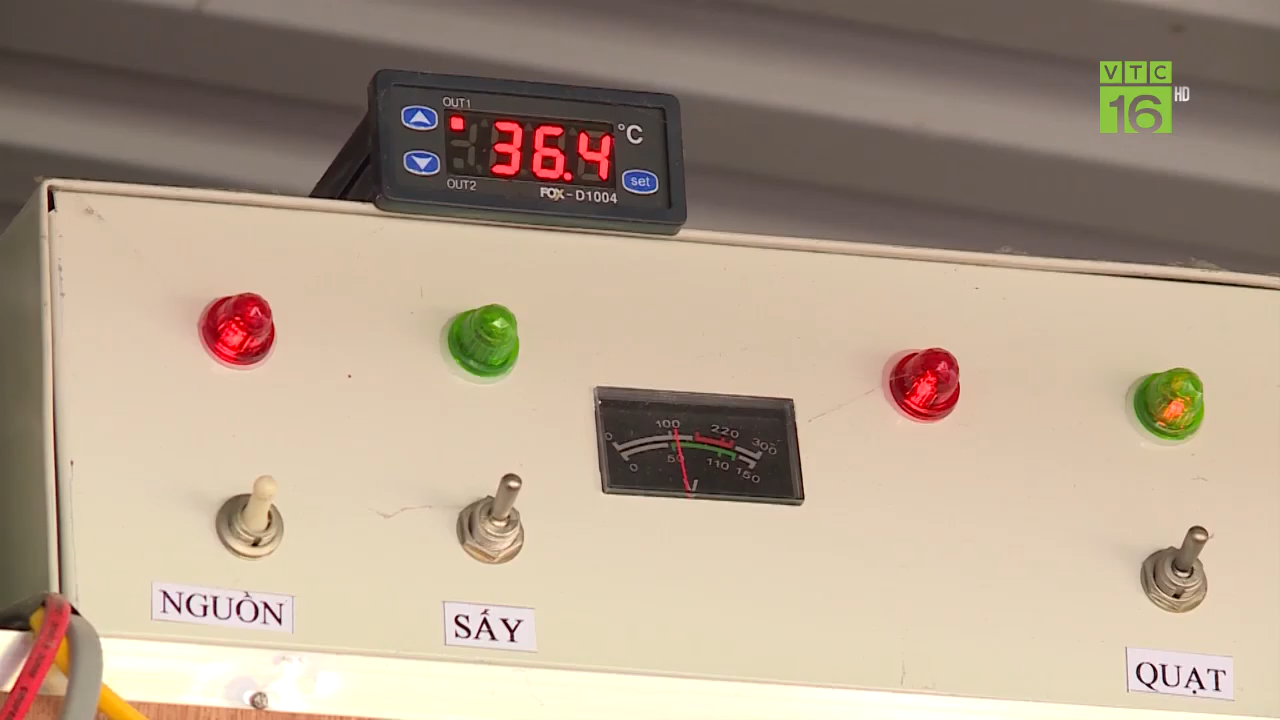 VTC
16 HD
OUT1
36.4 °C
set
OUT2
FOX-D1004
0 100 220 300
0 50 110 150
V
NGUỒN
SẤY
QUẠT